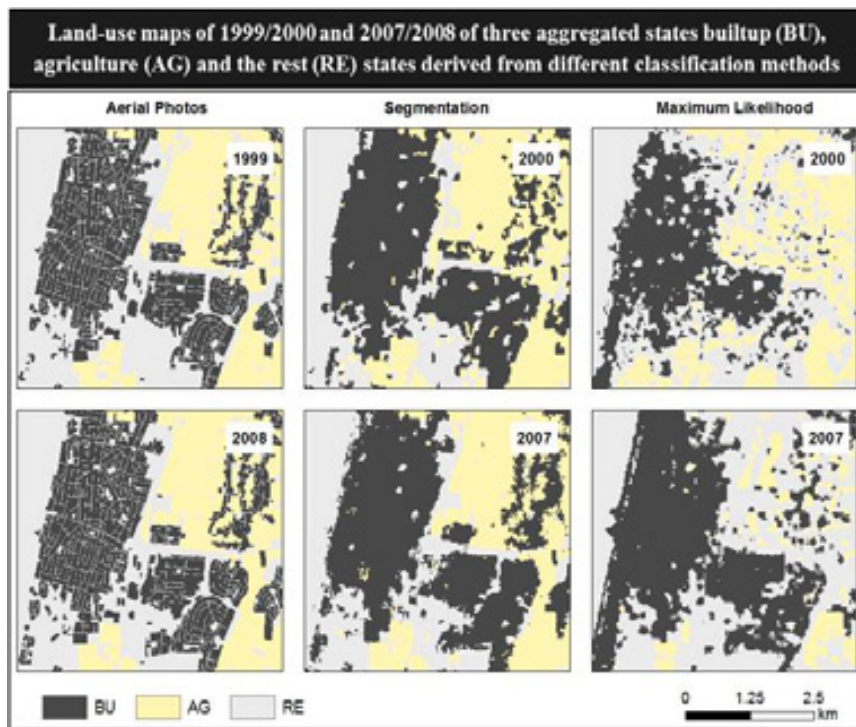 Land-use maps of 1999/2000 and 2007/2008 of three aggregated states builtup (BU),
agriculture (AG) and the rest (RE) states derived from different classification methods
Aerial Photos Segmentation Maximum Likelihood
1999 2000 2000
2008 2007 2007
BU AG RE
0 1.25 2.5
km